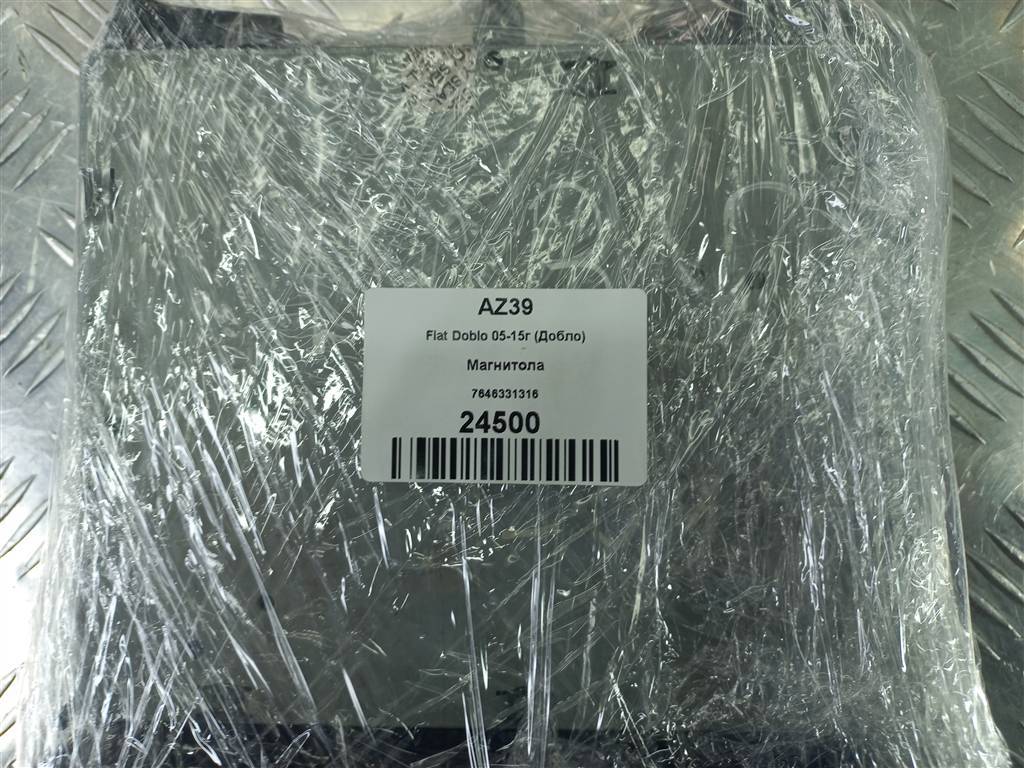 AZ39
Fiat Doblo 05-15г (Добло)
Магнитола
7646331316
24500